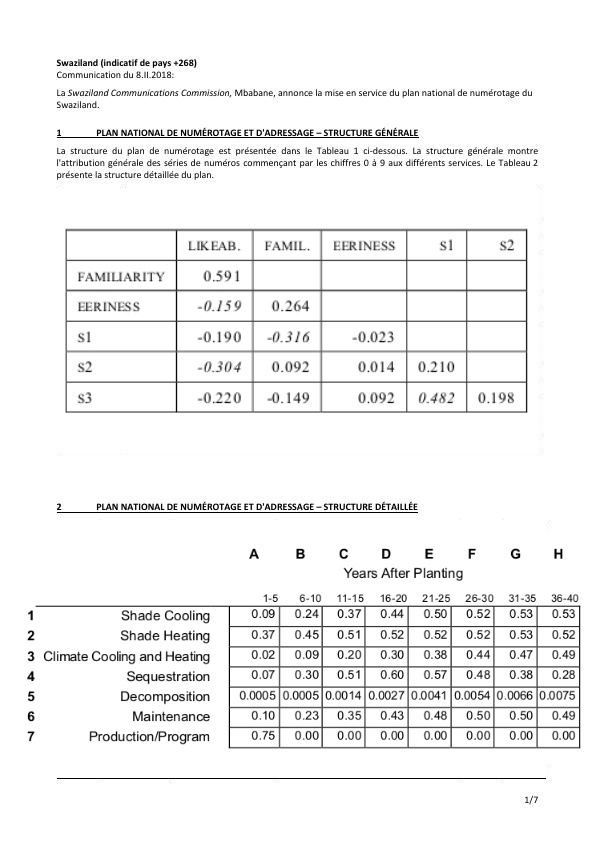 Swaziland (indicatif de pays +268)
Communication du 8.II.2018:
La Swaziland Communications Commission, Mbabane, annonce la mise en service du plan national de numérotage du
Swaziland.
1 PLAN NATIONAL DE NUMÉROTAGE ET D'ADRESSAGE – STRUCTURE GÉNÉRALE
La structure du plan de numérotage est présentée dans le Tableau 1 ci-dessous. La structure générale montre
l'attribution générale des séries de numéros commençant par les chiffres 0 à 9 aux différents services. Le Tableau 2
présente la structure détaillée du plan.
LIKEAB. FAMIL. EERINESS S1 S2
FAMILIARITY 0.591
EERINESS -0.159 0.264
S1 -0.190 -0.316 -0.023
S2 -0.304 0.092 0.014 0.210
S3 -0.220 -0.149 0.092 0.482 0.198
2 PLAN NATIONAL DE NUMÉROTAGE ET D'ADRESSAGE – STRUCTURE DÉTAILLÉE
A B C D E F G H
Years After Planting
1-5 6-10 11-15 16-20 21-25 26-30 31-35 36-40
1 Shade Cooling 0.09 0.24 0.37 0.44 0.50 0.52 0.53 0.53
2 Shade Heating 0.37 0.45 0.51 0.52 0.52 0.52 0.53 0.52
3 Climate Cooling and Heating 0.02 0.09 0.20 0.30 0.38 0.44 0.47 0.49
4 Sequestration 0.07 0.30 0.51 0.60 0.57 0.48 0.38 0.28
5 Decomposition 0.0005 0.0005 0.0014 0.0027 0.0041 0.0054 0.0066 0.0075
6 Maintenance 0.10 0.23 0.35 0.43 0.48 0.50 0.50 0.49
7 Production/Program 0.75 0.00 0.00 0.00 0.00 0.00 0.00 0.00
1/7